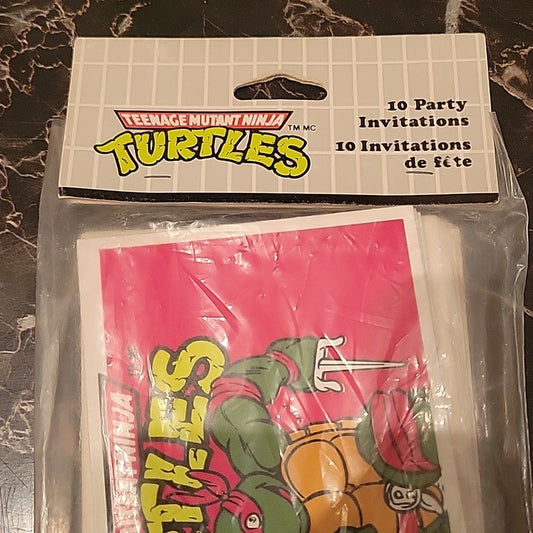 TEENAGE MUTANT NINJA
TURTLES
TM MC
10 Party
Invitations
10 Invitations
de fête
R